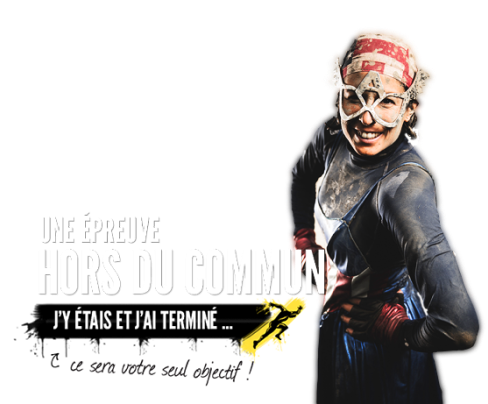 UNE ÉPREUVE
HORS DU COMMUN
J'Y ÉTAIS ET J'AI TERMINÉ ...
ce sera votre seul objectif !